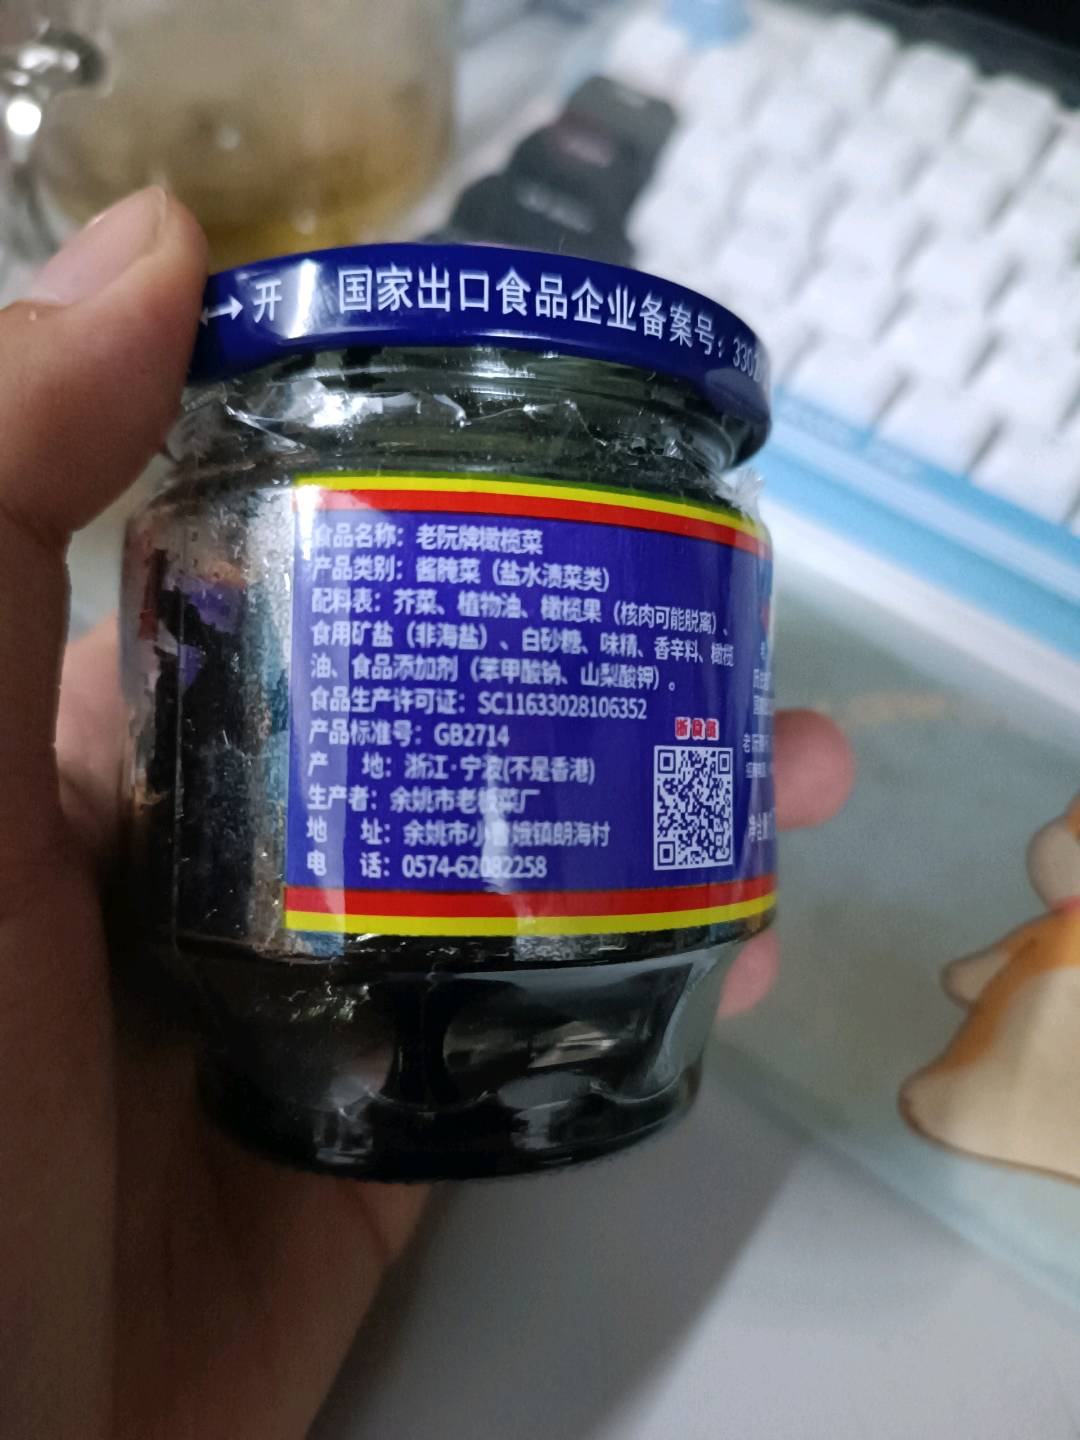 开 国家出口食品企业备案号：330
食品名称：老阮牌橄榄菜
产品类别：酱腌菜（盐水渍菜类）
配料表：芥菜、植物油、橄榄果（核肉可能脱离）、
食用矿盐（非海盐）、白砂糖、味精、香辛料、橄榄
油、食品添加剂（苯甲酸钠、山梨酸钾）。
食品生产许可证：SC11633028106352
产品标准号：GB2714
产 地：浙江·宁波(不是香港)
生产者：余姚市老板菜厂
地 址：余姚市小曹娥镇朗海村
电 话：0574-62082258
浙食链
净含量